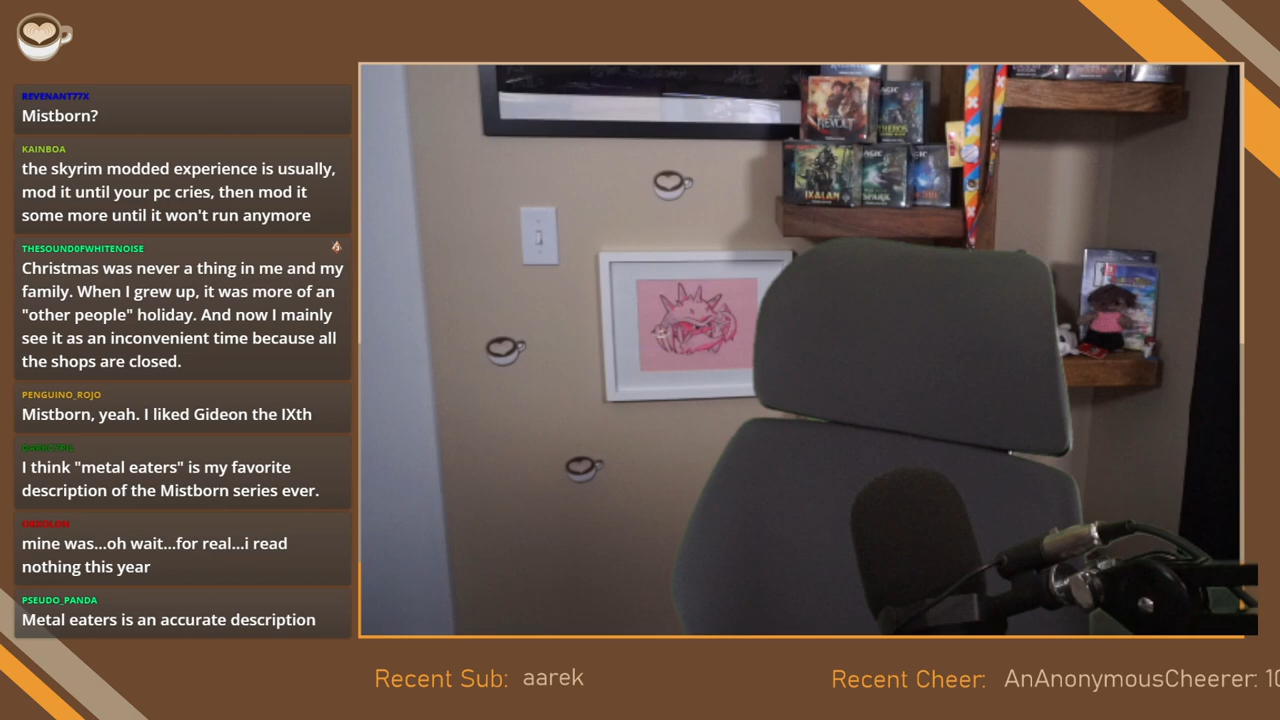 REVENANT77X
Mistborn?
KAINBOA
the skyrim modded experience is usually,
mod it until your pc cries, then mod it
some more until it won't run anymore
THESOUND0FWHITENOISE
Christmas was never a thing in me and my
family. When I grew up, it was more of an
"other people" holiday. And now I mainly
see it as an inconvenient time because all
the shops are closed.
PENGUINO_ROJO
Mistborn, yeah. I liked Gideon the IXth
I think "metal eaters" is my favorite
description of the Mistborn series ever.
mine was...oh wait...for real...i read
nothing this year
PSEUDO_PANDA
Metal eaters is an accurate description
REVOLT
IXALAN
SPARK
Recent Sub: aarek
Recent Cheer: AnAnonymousCheerer: 10